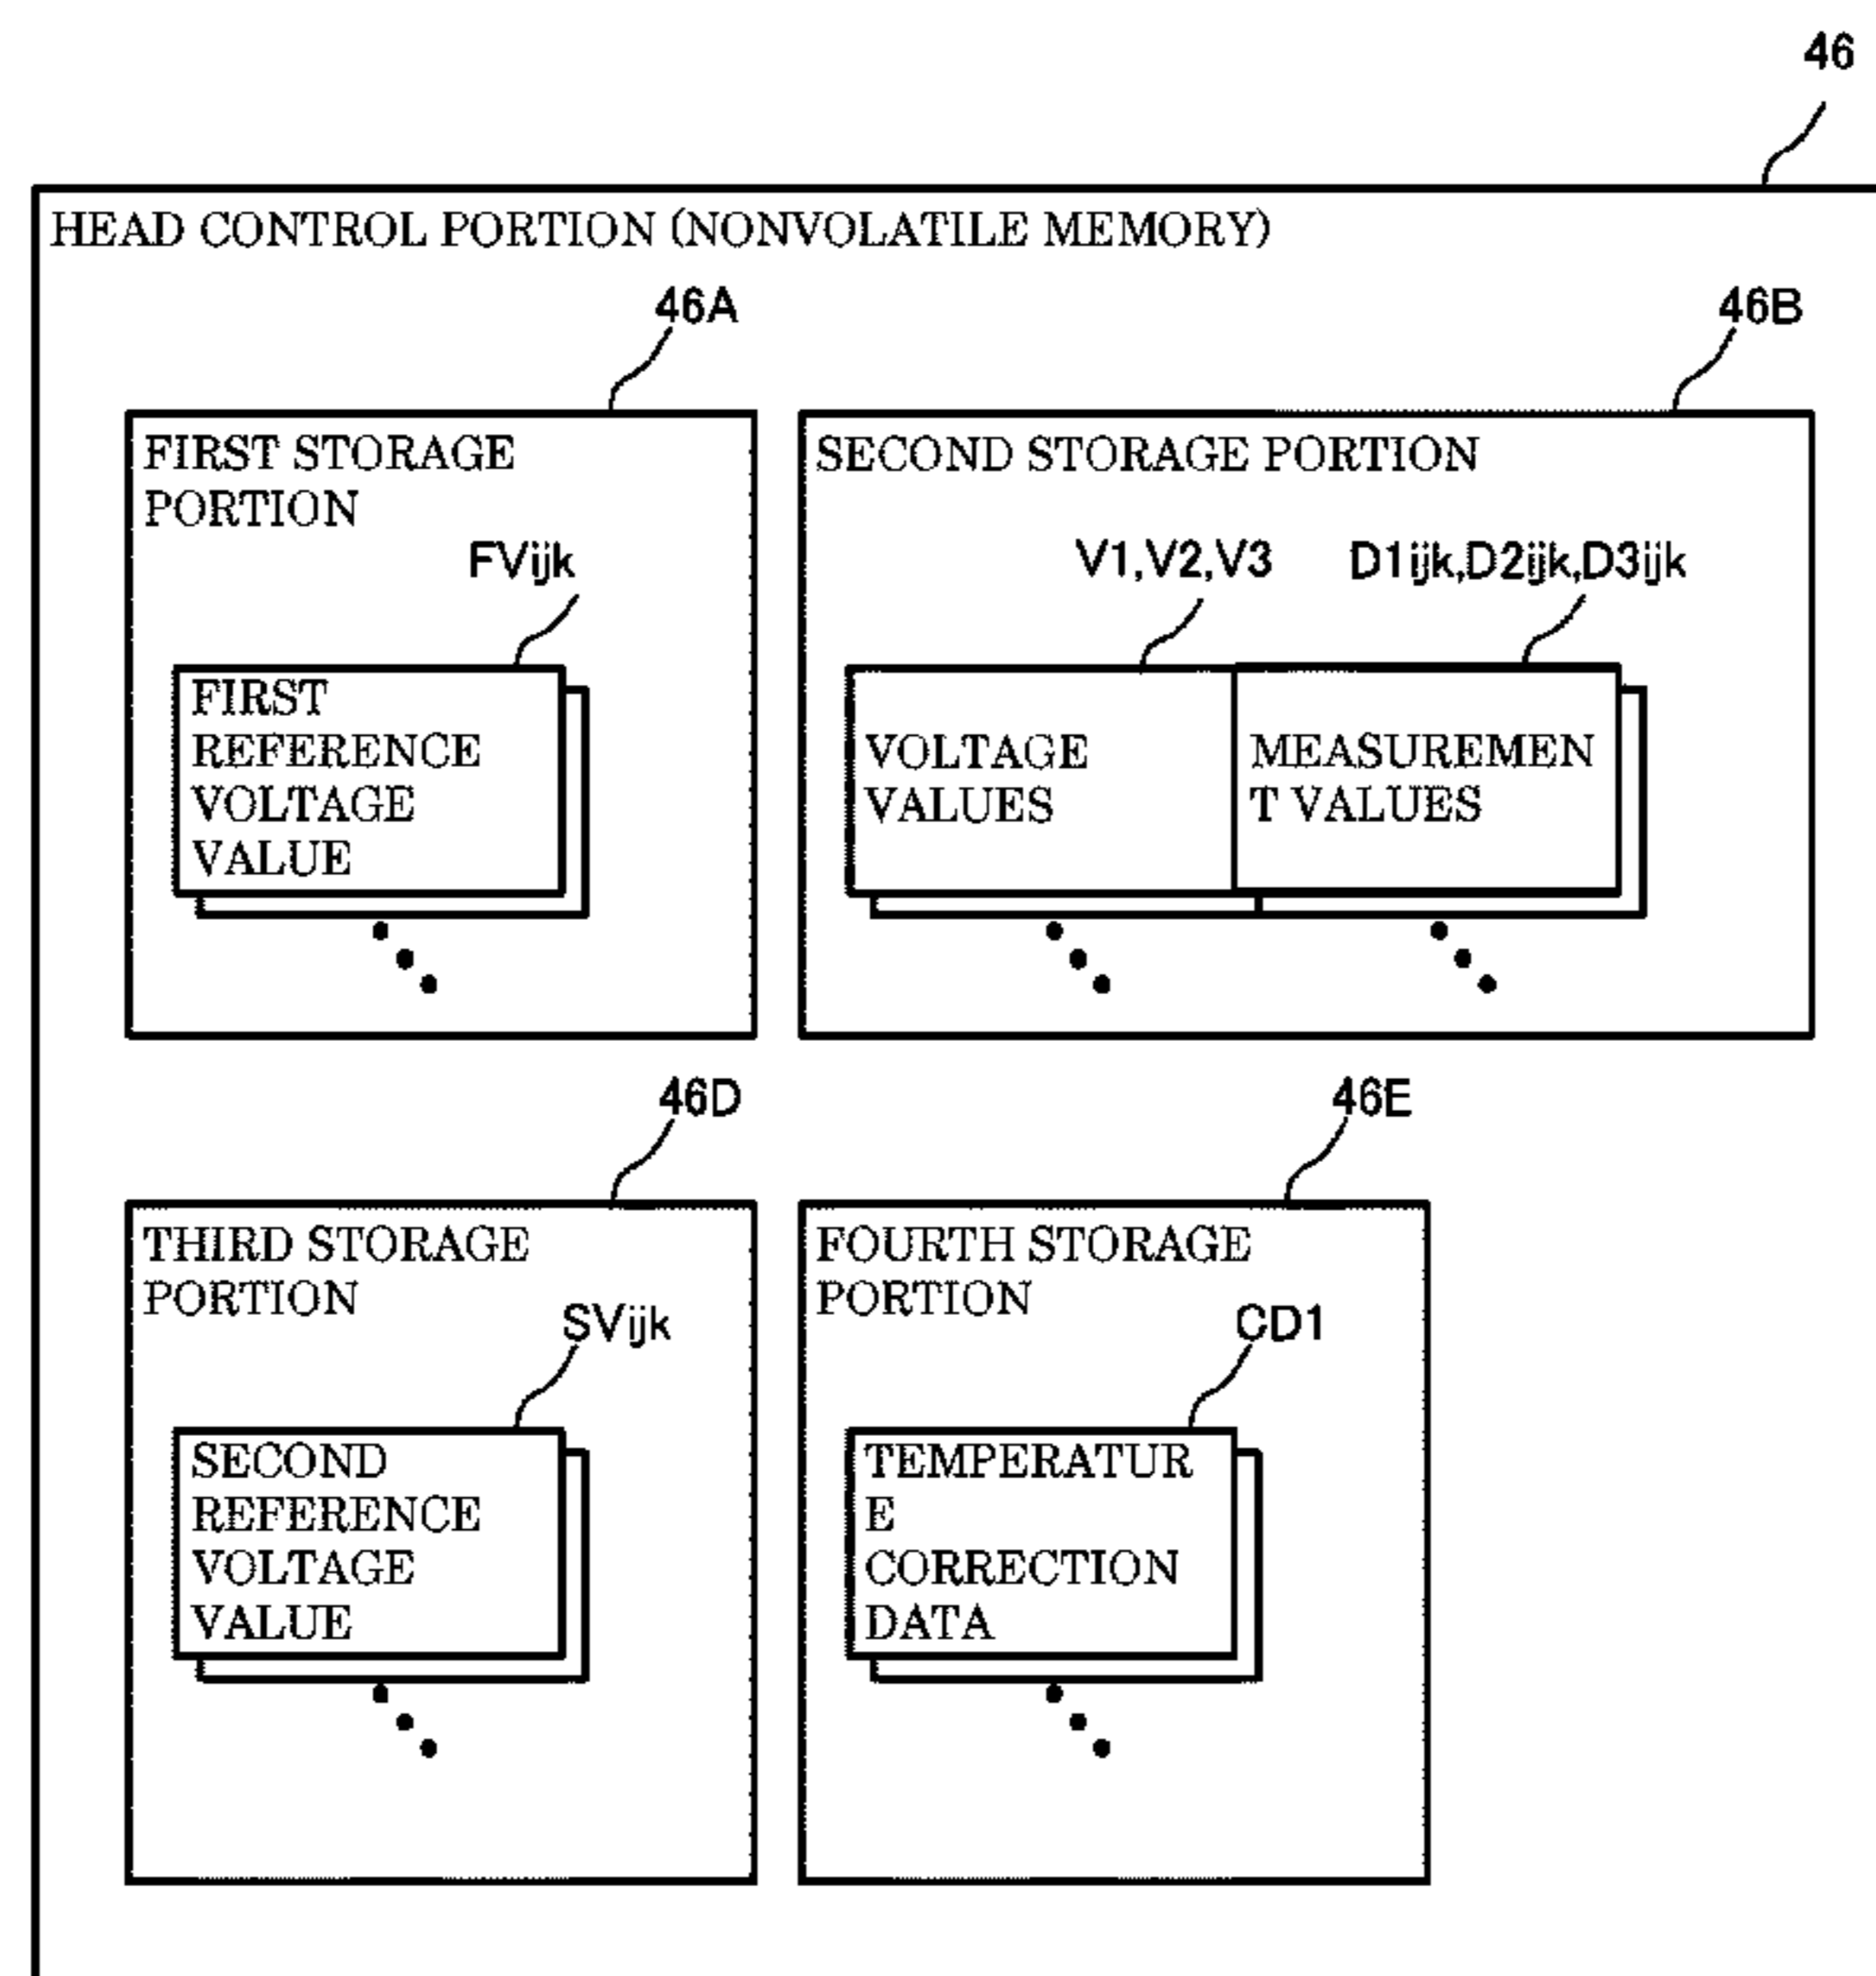 46
HEAD CONTROL PORTION (NONVOLATILE MEMORY)
46A
FIRST STORAGE
PORTION
FVijk
FIRST
REFERENCE
VOLTAGE
VALUE
46B
SECOND STORAGE PORTION
V1,V2,V3
D1ijk,D2ijk,D3ijk
VOLTAGE
VALUES
MEASUREMEN
T VALUES
46D
THIRD STORAGE
PORTION
SVijk
SECOND
REFERENCE
VOLTAGE
VALUE
46E
FOURTH STORAGE
PORTION
CD1
TEMPERATUR
E
CORRECTION
DATA